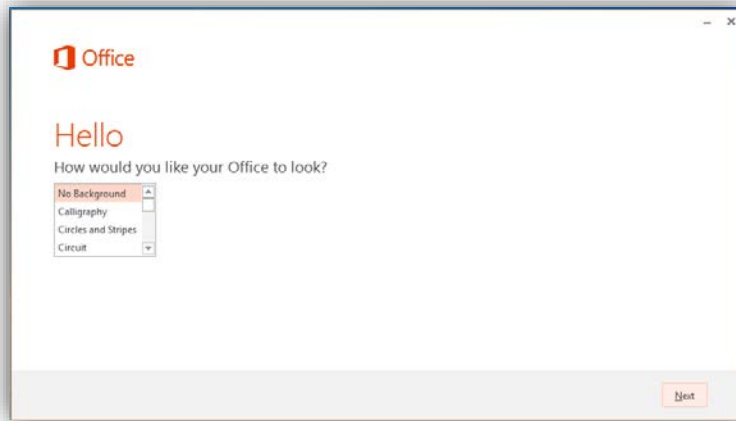 Office
Hello
How would you like your Office to look?
No Background
Calligraphy
Circles and Stripes
Circuit
Next